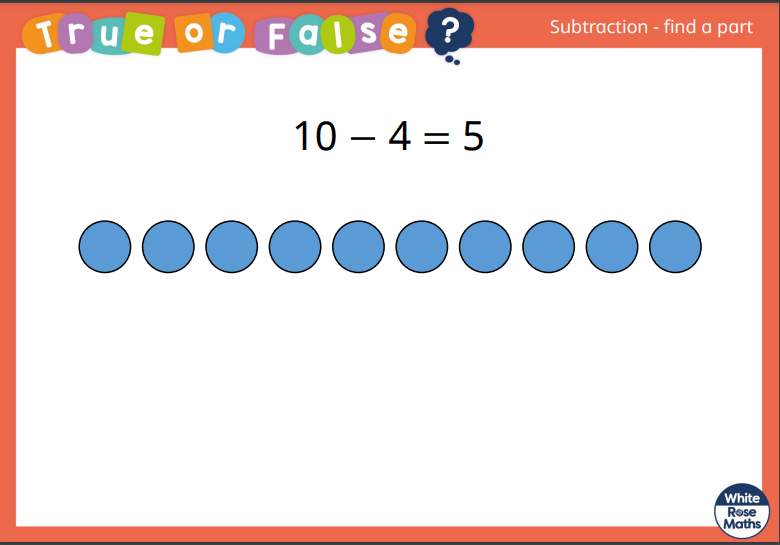 True or False ?
Subtraction - find a part
10 − 4 = 5
White
Rose
Maths